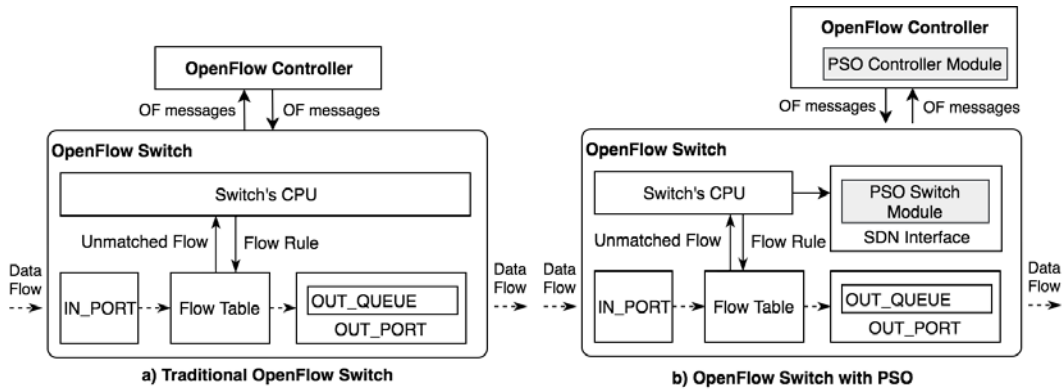 OpenFlow Controller
OF messages
OF messages
OpenFlow Switch
Switch's CPU
Unmatched Flow
Flow Rule
Data
Flow
IN_PORT
Flow Table
OUT_QUEUE
OUT_PORT
Data
Flow
a) Traditional OpenFlow Switch
OpenFlow Controller
PSO Controller Module
OF messages
OF messages
OpenFlow Switch
Switch's CPU
PSO Switch
Module
SDN Interface
Unmatched Flow
Flow Rule
Data
Flow
IN_PORT
Flow Table
OUT_QUEUE
OUT_PORT
Data
Flow
b) OpenFlow Switch with PSO